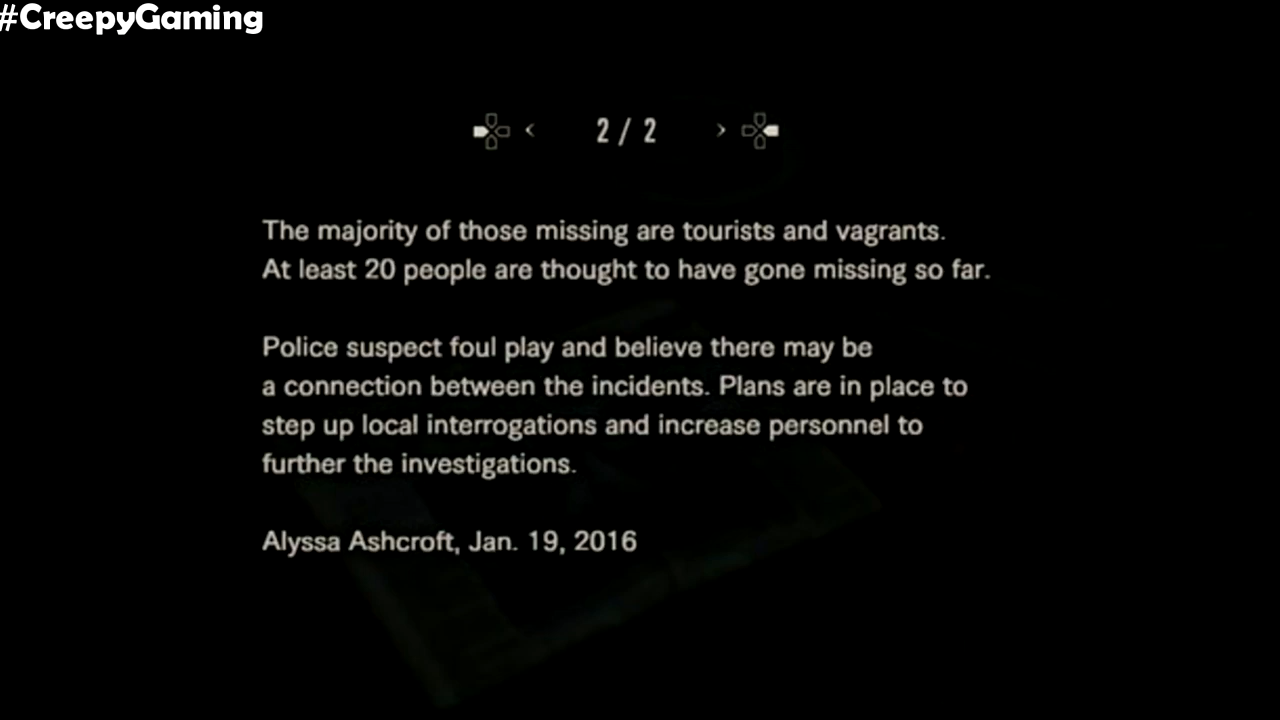 #CreepyGaming
< 2 / 2 >
The majority of those missing are tourists and vagrants.
At least 20 people are thought to have gone missing so far.
Police suspect foul play and believe there may be
a connection between the incidents. Plans are in place to
step up local interrogations and increase personnel to
further the investigations.
Alyssa Ashcroft, Jan. 19, 2016